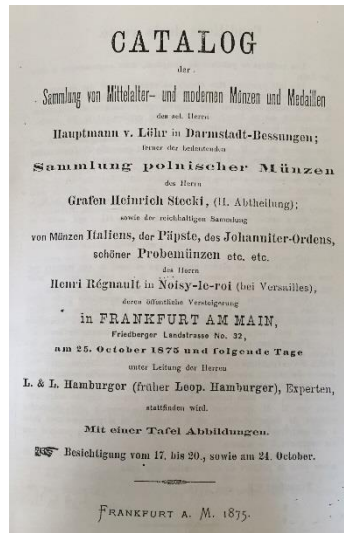 CATALOG
der
Sammlung von Mittelalter- und modernen Münzen und Medaillen
des sel. Herrn
Hauptmann v. Löhr in Darmstadt-Bessungen;
ferner der bedeutenden
Sammlung polnischer Münzen
des Herrn
Grafen Heinrich Stecki, (II. Abtheilung);
sowie der reichhaltigen Sammlung
von Münzen Italiens, der Päpste, des Johanniter-Ordens,
schöner Probemünzen etc. etc.
des Herrn
Henri Régnault in Noisy-le-roi (bei Versailles),
deren öffentliche Versteigerung
in FRANKFURT AM MAIN,
Friedberger Landstrasse No. 32,
am 25. October 1875 und folgende Tage
unter Leitung der Herren
L. & L. Hamburger (früher Leop. Hamburger), Experten,
stattfinden wird.
Mit einer Tafel Abbildungen.
Besichtigung vom 17. bis 20., sowie am 24. October.
FRANKFURT A. M. 1875.